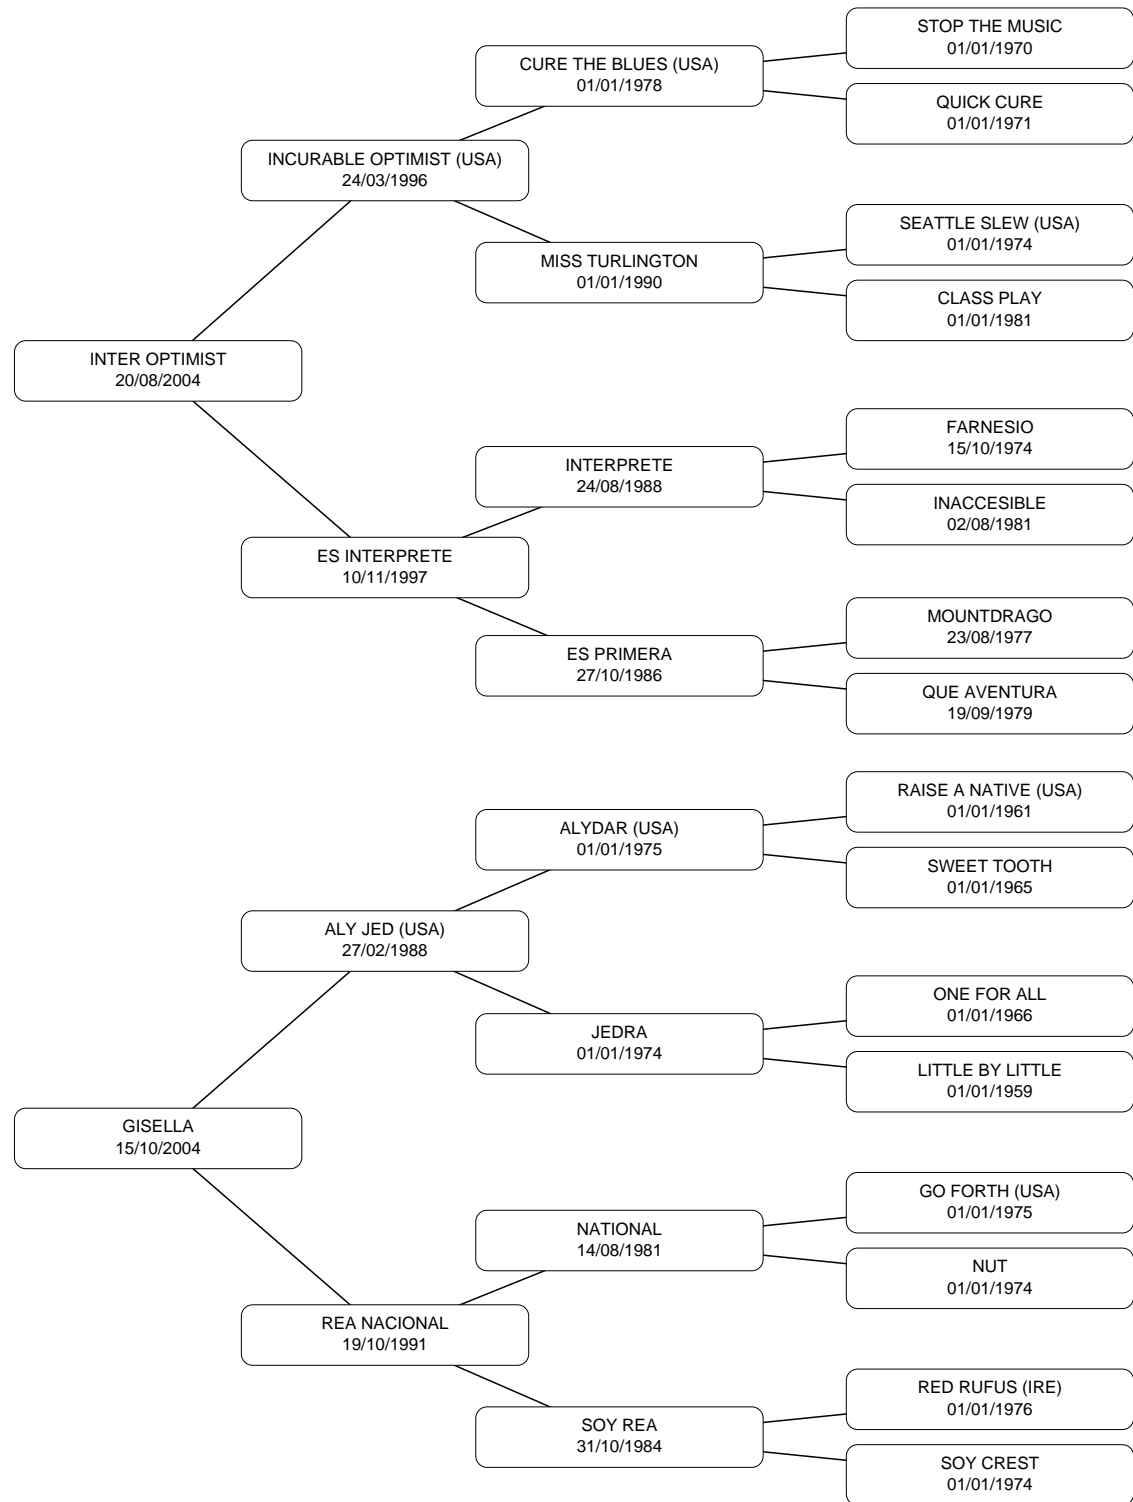 STOP THE MUSIC
01/01/1970
CURE THE BLUES (USA)
01/01/1978
QUICK CURE
01/01/1971
INCURABLE OPTIMIST (USA)
24/03/1996
SEATTLE SLEW (USA)
01/01/1974
MISS TURLINGTON
01/01/1990
CLASS PLAY
01/01/1981
INTER OPTIMIST
20/08/2004
FARNESIO
15/10/1974
INTERPRETE
24/08/1988
INACCESIBLE
02/08/1981
ES INTERPRETE
10/11/1997
MOUNTDRAGO
23/08/1977
ES PRIMERA
27/10/1986
QUE AVENTURA
19/09/1979
RAISE A NATIVE (USA)
01/01/1961
ALYDAR (USA)
01/01/1975
SWEET TOOTH
01/01/1965
ALY JED (USA)
27/02/1988
ONE FOR ALL
01/01/1966
JEDRA
01/01/1974
LITTLE BY LITTLE
01/01/1959
GISELLA
15/10/2004
GO FORTH (USA)
01/01/1975
NATIONAL
14/08/1981
NUT
01/01/1974
REA NACIONAL
19/10/1991
RED RUFUS (IRE)
01/01/1976
SOY REA
31/10/1984
SOY CREST
01/01/1974